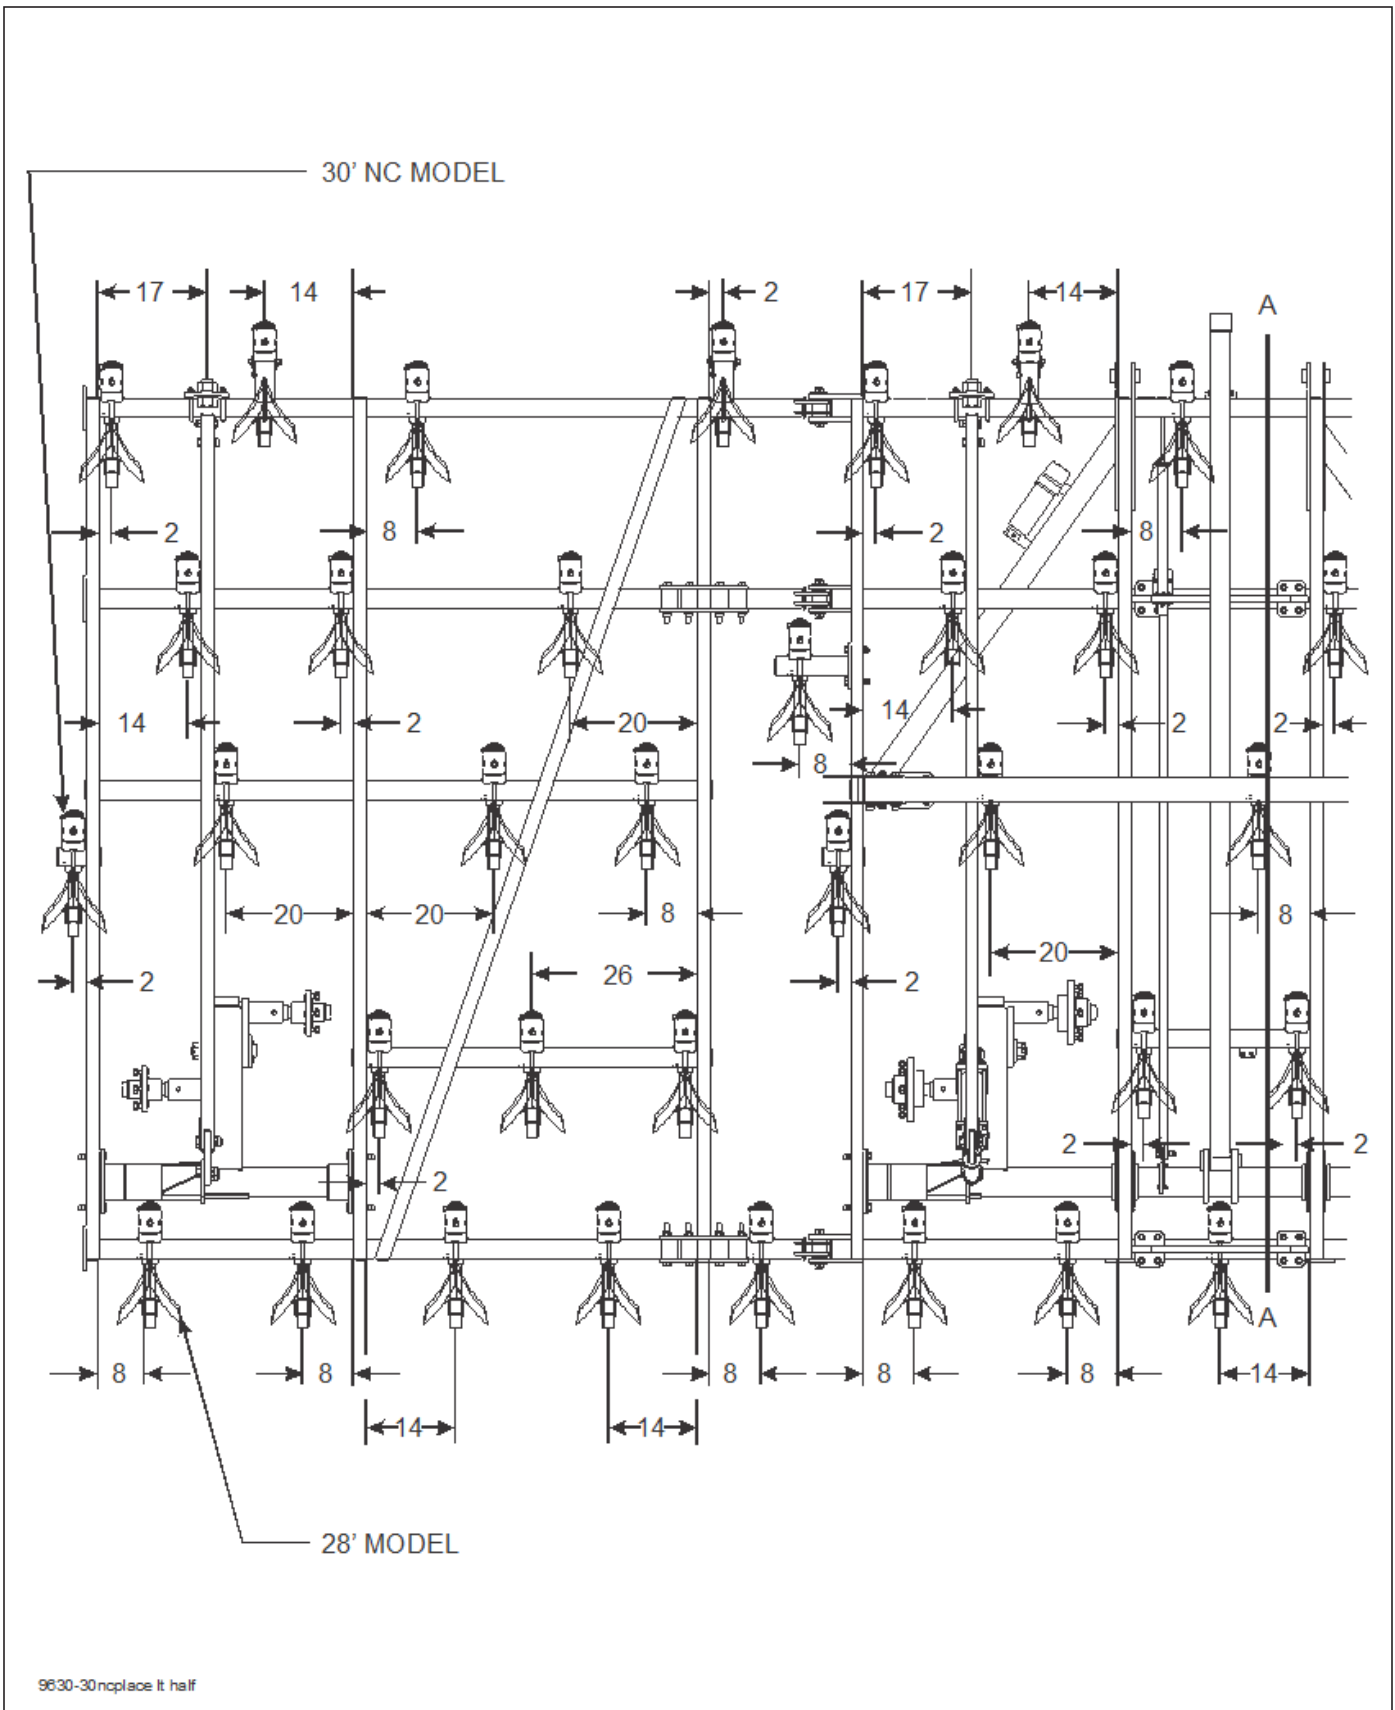 30' NC MODEL
17 14 2 17 14 A
2 8 2 8
14 2 20 14 2 2
8
20 20 8 8
2 26 2 20
2 2
2
A
8 8 8 8 8 14
14 14
28' MODEL
9630-30ncplace lt half